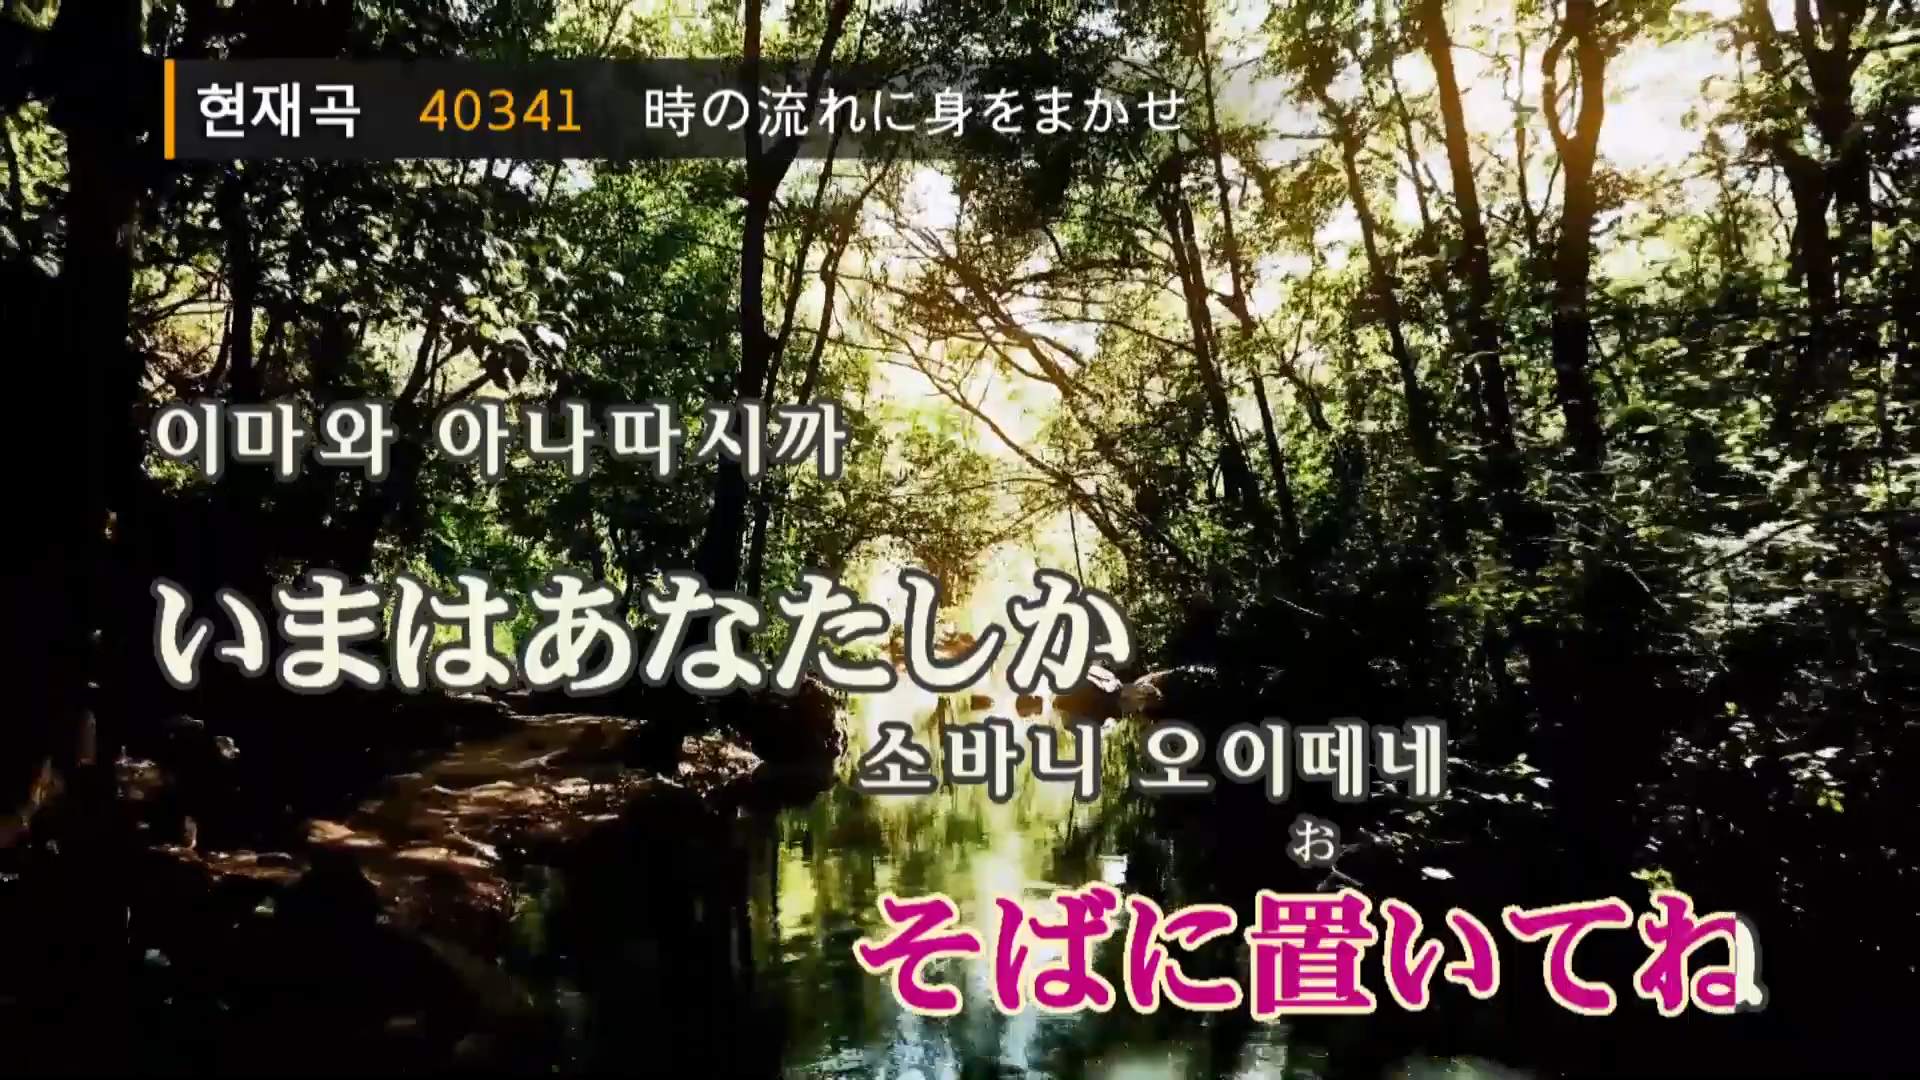 현재곡 40341 時の流れに身をまかせ
이마와 아나따시까
いまはあなたしか
소바니 오이떼네
お
そばに置いてね